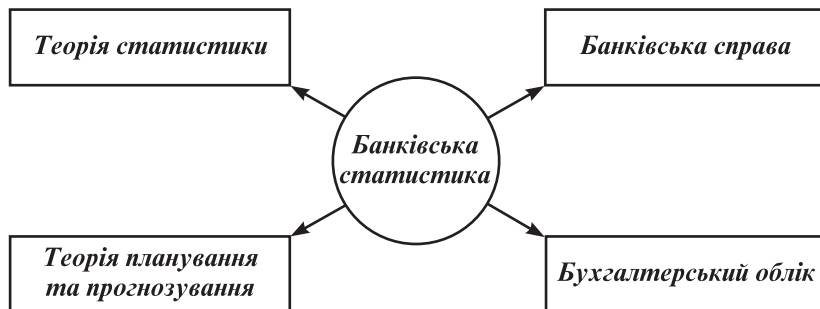 Теорія статистики
Банківська справа
Банківська
статистика
Теорія планування
та прогнозування
Бухгалтерський облік